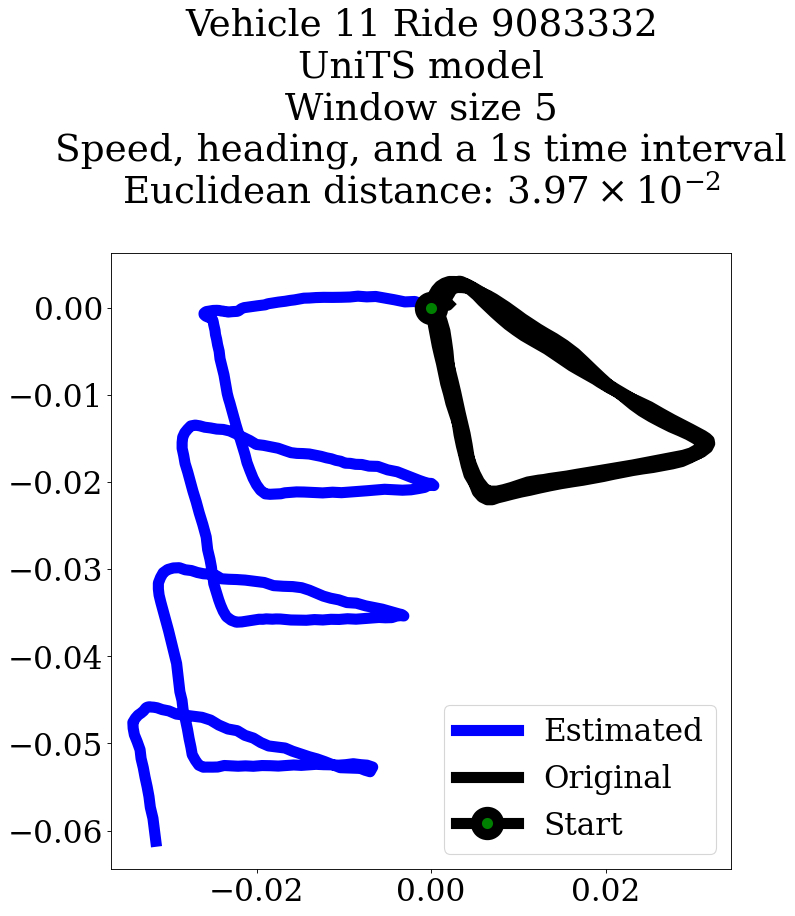 Vehicle 11 Ride 9083332
UniTS model
Window size 5
Speed, heading, and a 1s time interval
Euclidean distance: 3.97 × 10⁻²
0.00
−0.01
−0.02
−0.03
−0.04
−0.05
−0.06
Estimated
Original
Start
−0.02
0.00
0.02